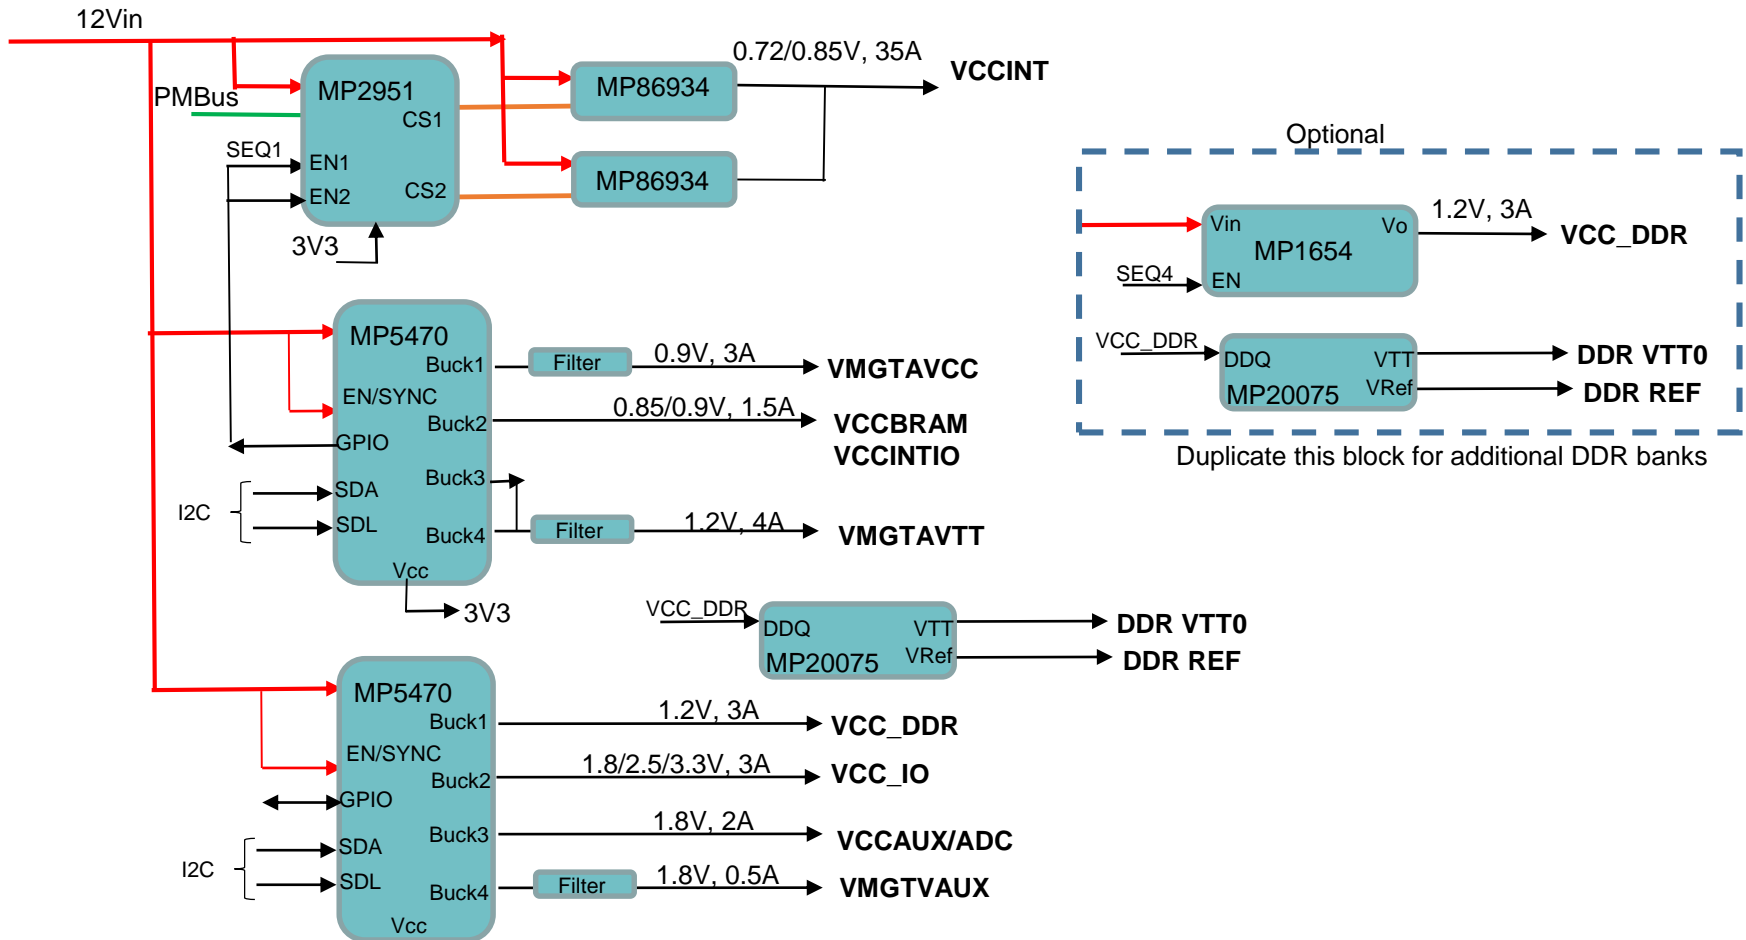 12Vin
PMBus
SEQ1
MP2951
CS1
EN1
EN2
CS2
3V3
MP86934
MP86934
0.72/0.85V, 35A
VCCINT
MP5470
Buck1
EN/SYNC
Buck2
GPIO
Buck3
SDA
SDL
Buck4
Vcc
I2C
3V3
Filter
0.9V, 3A
VMGTAVCC
0.85/0.9V, 1.5A
VCCBRAM
VCCINTIO
Filter
1.2V, 4A
VMGTAVTT
VCC_DDR
DDQ
VTT
MP20075
VRef
DDR VTT0
DDR REF
MP5470
Buck1
EN/SYNC
Buck2
GPIO
Buck3
SDA
SDL
Buck4
Vcc
I2C
1.2V, 3A
VCC_DDR
1.8/2.5/3.3V, 3A
VCC_IO
1.8V, 2A
VCCAUX/ADC
Filter
1.8V, 0.5A
VMGTVAUX
Optional
Vin
Vo
MP1654
EN
SEQ4
1.2V, 3A
VCC_DDR
VCC_DDR
DDQ
VTT
MP20075
VRef
DDR VTT0
DDR REF
Duplicate this block for additional DDR banks